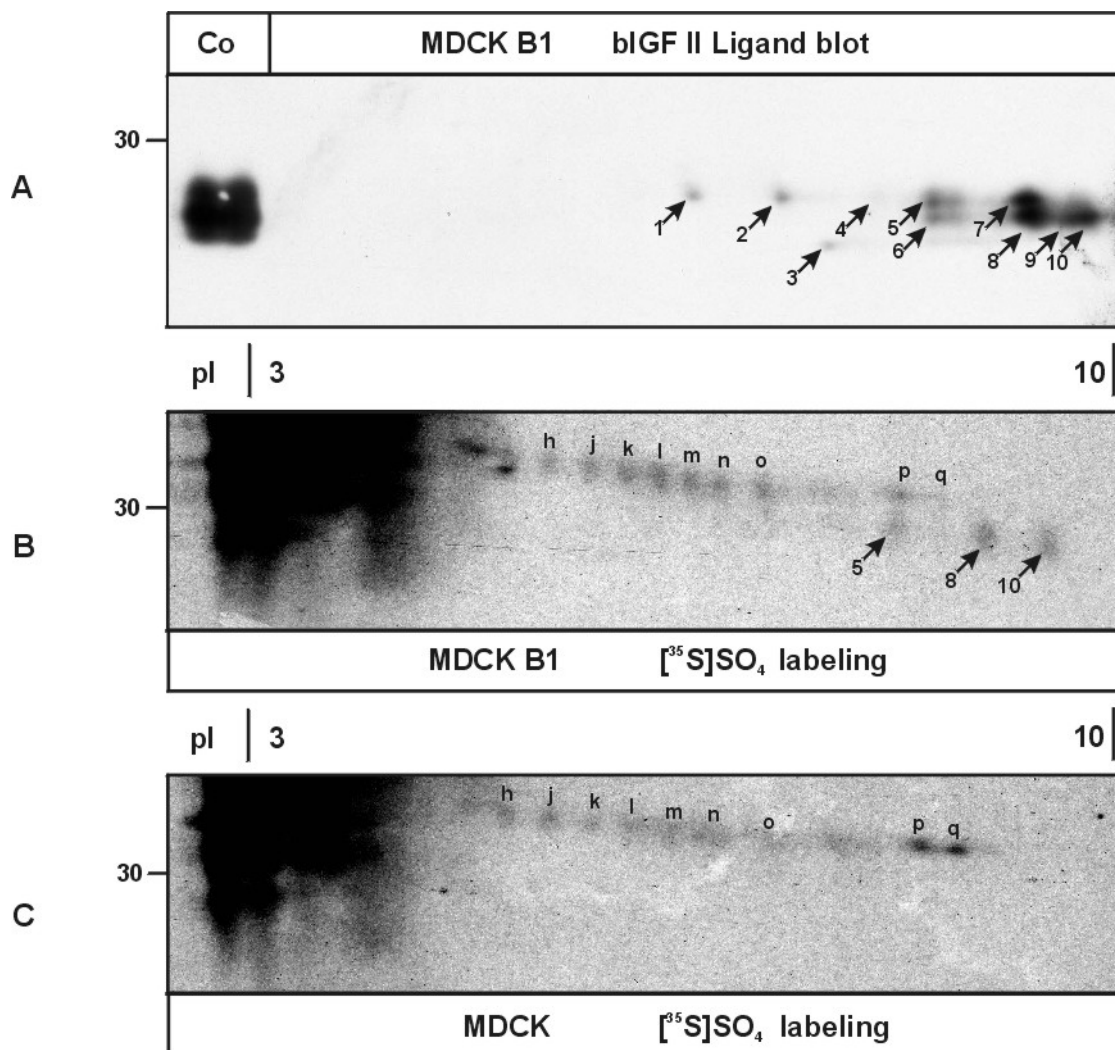 Co MDCK B1 bIGF II Ligand blot
30
A
1 2 4 5 7
3 6 8 9 10
pI 3 10
h j k l m n o p q
30
B
5 8 10
MDCK B1 [³⁵S]SO₄ labeling
pI 3 10
h j k l m n o p q
30
C
MDCK [³⁵S]SO₄ labeling